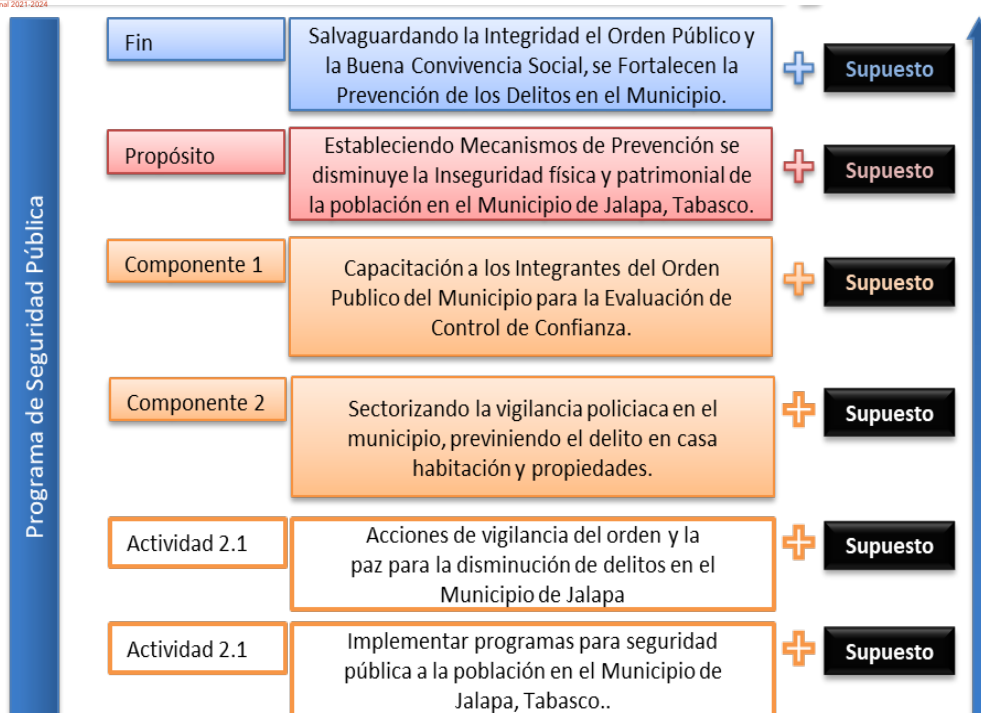 nal 2021-2024
Programa de Seguridad Pública
Fin
Salvaguardando la Integridad el Orden Público y
la Buena Convivencia Social, se Fortalecen la
Prevención de los Delitos en el Municipio.
Supuesto
Propósito
Estableciendo Mecanismos de Prevención se
disminuye la Inseguridad física y patrimonial de
la población en el Municipio de Jalapa, Tabasco.
Supuesto
Componente 1
Capacitación a los Integrantes del Orden
Publico del Municipio para la Evaluación de
Control de Confianza.
Supuesto
Componente 2
Sectorizando la vigilancia policiaca en el
municipio, previniendo el delito en casa
habitación y propiedades.
Supuesto
Actividad 2.1
Acciones de vigilancia del orden y la
paz para la disminución de delitos en el
Municipio de Jalapa
Supuesto
Actividad 2.1
Implementar programas para seguridad
pública a la población en el Municipio de
Jalapa, Tabasco..
Supuesto